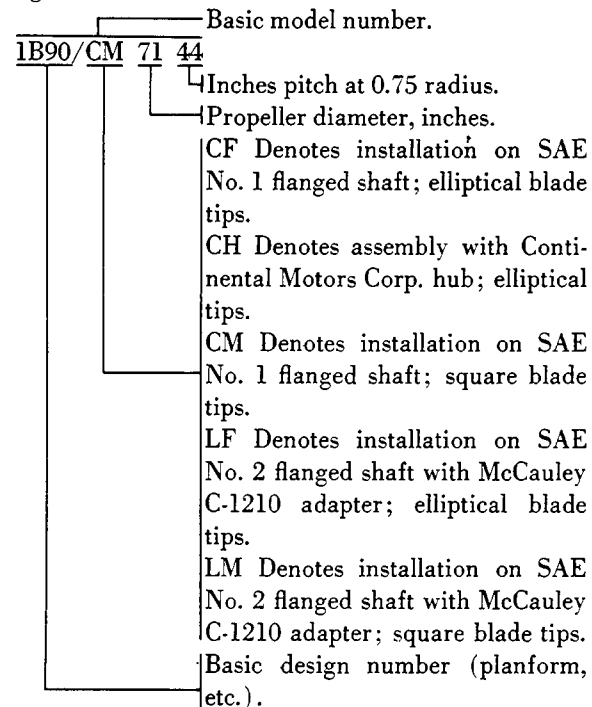 Basic model number.
1B90/CM 71 44
Inches pitch at 0.75 radius.
Propeller diameter, inches.
CF Denotes installation on SAE
No. 1 flanged shaft; elliptical blade
tips.
CH Denotes assembly with Conti-
nental Motors Corp. hub; elliptical
tips.
CM Denotes installation on SAE
No. 1 flanged shaft; square blade
tips.
LF Denotes installation on SAE
No. 2 flanged shaft with McCauley
C-1210 adapter; elliptical blade
tips.
LM Denotes installation on SAE
No. 2 flanged shaft with McCauley
C-1210 adapter; square blade tips.
Basic design number (planform,
etc.).